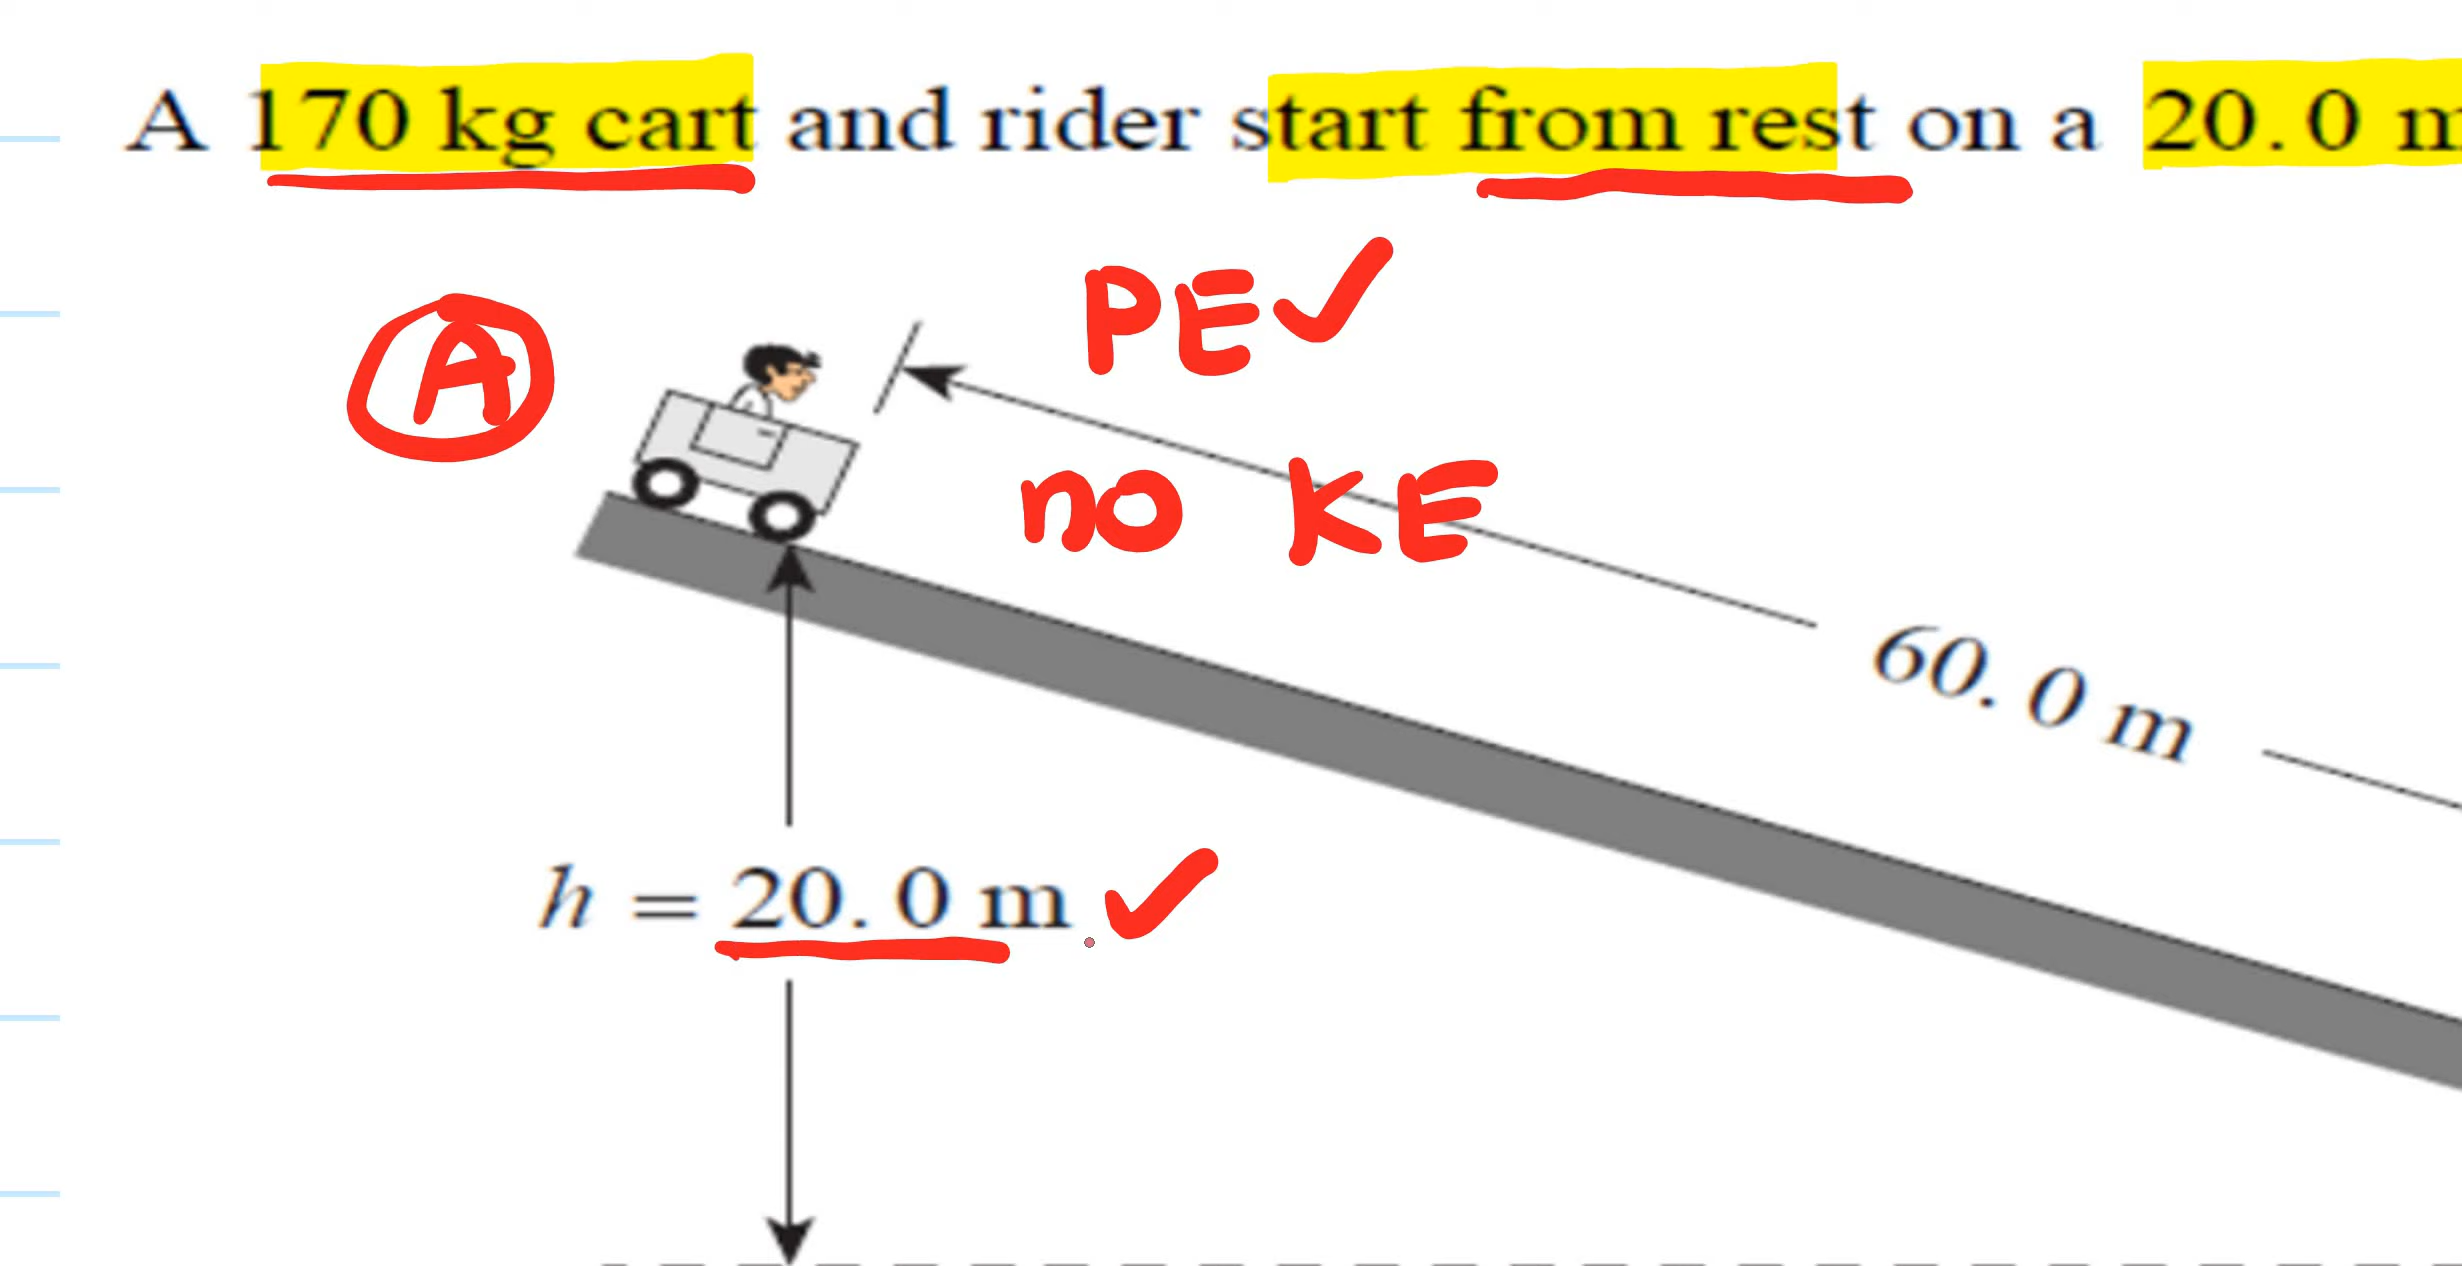 A 170 kg cart and rider start from rest on a 20.0 m
A
PE
no KE
60.0 m
h = 20.0 m